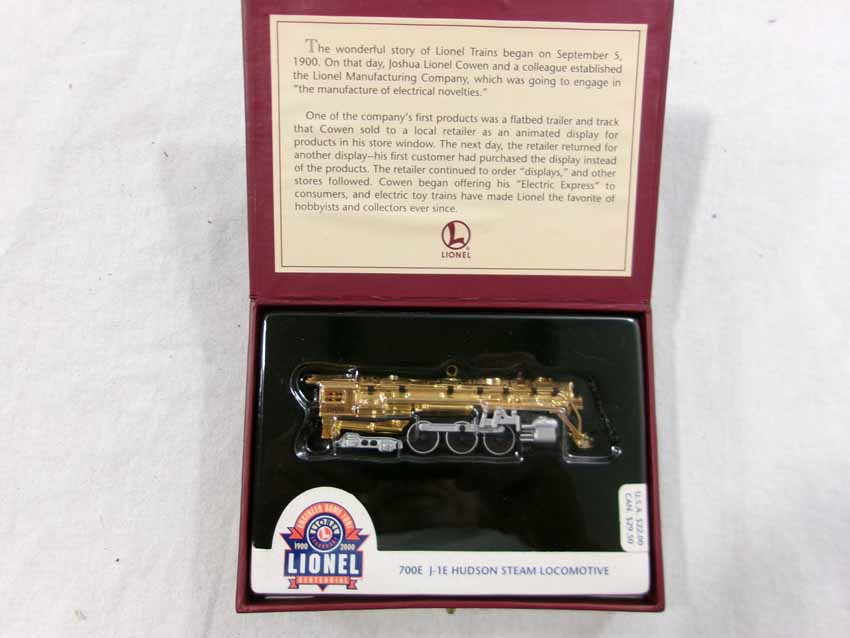 The wonderful story of Lionel Trains began on September 5,
1900. On that day, Joshua Lionel Cowen and a colleague established
the Lionel Manufacturing Company, which was going to engage in
"the manufacture of electrical novelties."
One of the company's first products was a flatbed trailer and track
that Cowen sold to a local retailer as an animated display for
products in his store window. The next day, the retailer returned for
another display–his first customer had purchased the display instead
of the products. The retailer continued to order "displays," and other
stores followed. Cowen began offering his "Electric Express" to
consumers, and electric toy trains have made Lionel the favorite of
hobbyists and collectors ever since.
L
®
LIONEL
U.S.A. $22.00
CAN. $29.50
LIONEL
1900 2000
LIONEL
CENTENNIAL
700E J-1E HUDSON STEAM LOCOMOTIVE